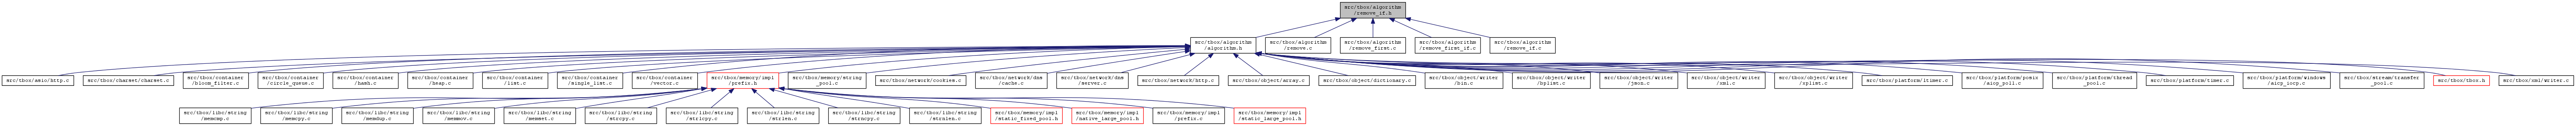 src/tbox/algorithm
/remove_if.h
src/tbox/algorithm
/algorithm.h
src/tbox/algorithm
/remove.c
src/tbox/algorithm
/remove_first.c
src/tbox/algorithm
/remove_first_if.c
src/tbox/algorithm
/remove_if.c
src/tbox/asio/http.c
src/tbox/charset/charset.c
src/tbox/container
/bloom_filter.c
src/tbox/container
/circle_queue.c
src/tbox/container
/hash.c
src/tbox/container
/heap.c
src/tbox/container
/list.c
src/tbox/container
/single_list.c
src/tbox/container
/vector.c
src/tbox/memory/impl
/prefix.h
src/tbox/memory/string
_pool.c
src/tbox/network/cookies.c
src/tbox/network/dns
/cache.c
src/tbox/network/dns
/server.c
src/tbox/network/http.c
src/tbox/object/array.c
src/tbox/object/dictionary.c
src/tbox/object/writer
/bin.c
src/tbox/object/writer
/bplist.c
src/tbox/object/writer
/json.c
src/tbox/object/writer
/xml.c
src/tbox/object/writer
/xplist.c
src/tbox/platform/ltimer.c
src/tbox/platform/posix
/aicp_poll.c
src/tbox/platform/thread
_pool.c
src/tbox/platform/timer.c
src/tbox/platform/windows
/aicp_iocp.c
src/tbox/stream/transfer
_pool.c
src/tbox/tbox.h
src/tbox/xml/writer.c
src/tbox/libc/string
/memcmp.c
src/tbox/libc/string
/memcpy.c
src/tbox/libc/string
/memdup.c
src/tbox/libc/string
/memmov.c
src/tbox/libc/string
/memset.c
src/tbox/libc/string
/strcpy.c
src/tbox/libc/string
/strlcpy.c
src/tbox/libc/string
/strlen.c
src/tbox/libc/string
/strncpy.c
src/tbox/libc/string
/strnlen.c
src/tbox/memory/impl
/static_fixed_pool.h
src/tbox/memory/impl
/native_large_pool.h
src/tbox/memory/impl
/prefix.c
src/tbox/memory/impl
/static_large_pool.h